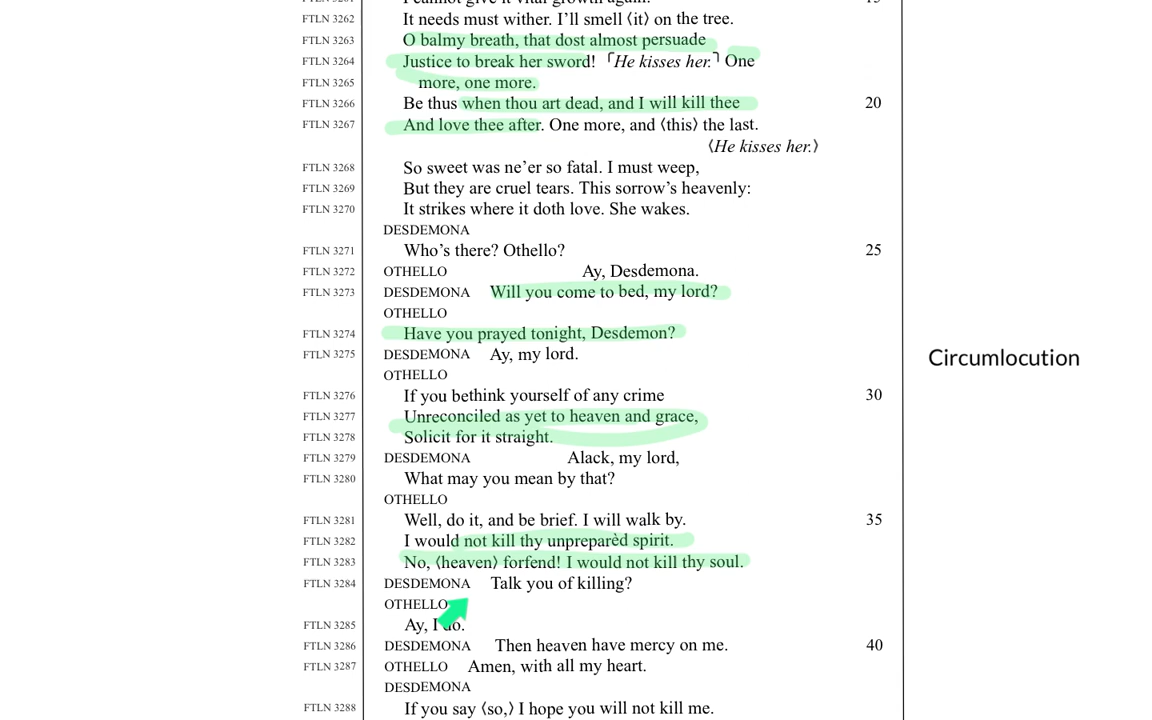 FTLN 3262 It needs must wither. I’ll smell ⟨it⟩ on the tree.
FTLN 3263 O balmy breath, that dost almost persuade
FTLN 3264 Justice to break her sword! ⌜He kisses her.⌝ One
FTLN 3265 more, one more.
FTLN 3266 Be thus when thou art dead, and I will kill thee 20
FTLN 3267 And love thee after. One more, and ⟨this⟩ the last.
⟨He kisses her.⟩
FTLN 3268 So sweet was ne’er so fatal. I must weep,
FTLN 3269 But they are cruel tears. This sorrow’s heavenly:
FTLN 3270 It strikes where it doth love. She wakes.
DESDEMONA
FTLN 3271 Who’s there? Othello? 25
FTLN 3272 OTHELLO Ay, Desdemona.
FTLN 3273 DESDEMONA Will you come to bed, my lord?
OTHELLO
FTLN 3274 Have you prayed tonight, Desdemon?
FTLN 3275 DESDEMONA Ay, my lord.
Circumlocution
OTHELLO
FTLN 3276 If you bethink yourself of any crime 30
FTLN 3277 Unreconciled as yet to heaven and grace,
FTLN 3278 Solicit for it straight.
FTLN 3279 DESDEMONA Alack, my lord,
FTLN 3280 What may you mean by that?
OTHELLO
FTLN 3281 Well, do it, and be brief. I will walk by. 35
FTLN 3282 I would not kill thy unpreparèd spirit.
FTLN 3283 No, ⟨heaven⟩ forfend! I would not kill thy soul.
FTLN 3284 DESDEMONA Talk you of killing?
OTHELLO
FTLN 3285 Ay, I do.
FTLN 3286 DESDEMONA Then heaven have mercy on me. 40
FTLN 3287 OTHELLO Amen, with all my heart.
DESDEMONA
FTLN 3288 If you say ⟨so,⟩ I hope you will not kill me.